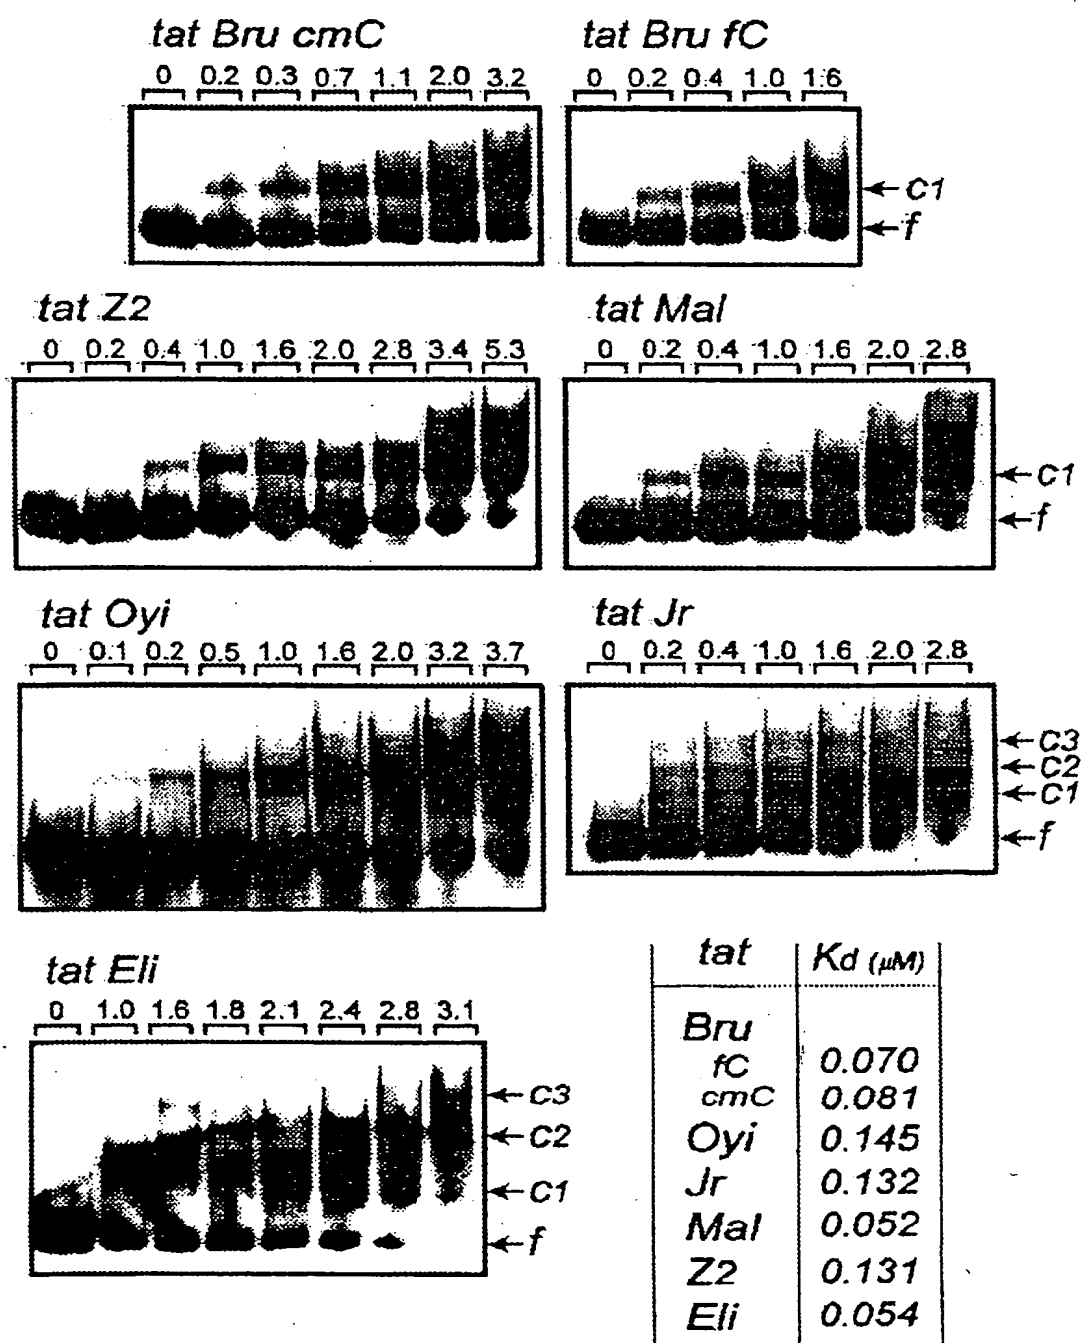 tat Bru cmC
0 0.2 0.3 0.7 1.1 2.0 3.2
tat Bru fC
0 0.2 0.4 1.0 1.6
C1
f
tat Z2
0 0.2 0.4 1.0 1.6 2.0 2.8 3.4 5.3
tat Mal
0 0.2 0.4 1.0 1.6 2.0 2.8
C1
f
tat Oyi
0 0.1 0.2 0.5 1.0 1.6 2.0 3.2 3.7
tat Jr
0 0.2 0.4 1.0 1.6 2.0 2.8
C3
C2
C1
f
tat Eli
0 1.0 1.6 1.8 2.1 2.4 2.8 3.1
C3
C2
C1
f
tat Kd (μM)
Bru
fC 0.070
cmC 0.081
Oyi 0.145
Jr 0.132
Mal 0.052
Z2 0.131
Eli 0.054